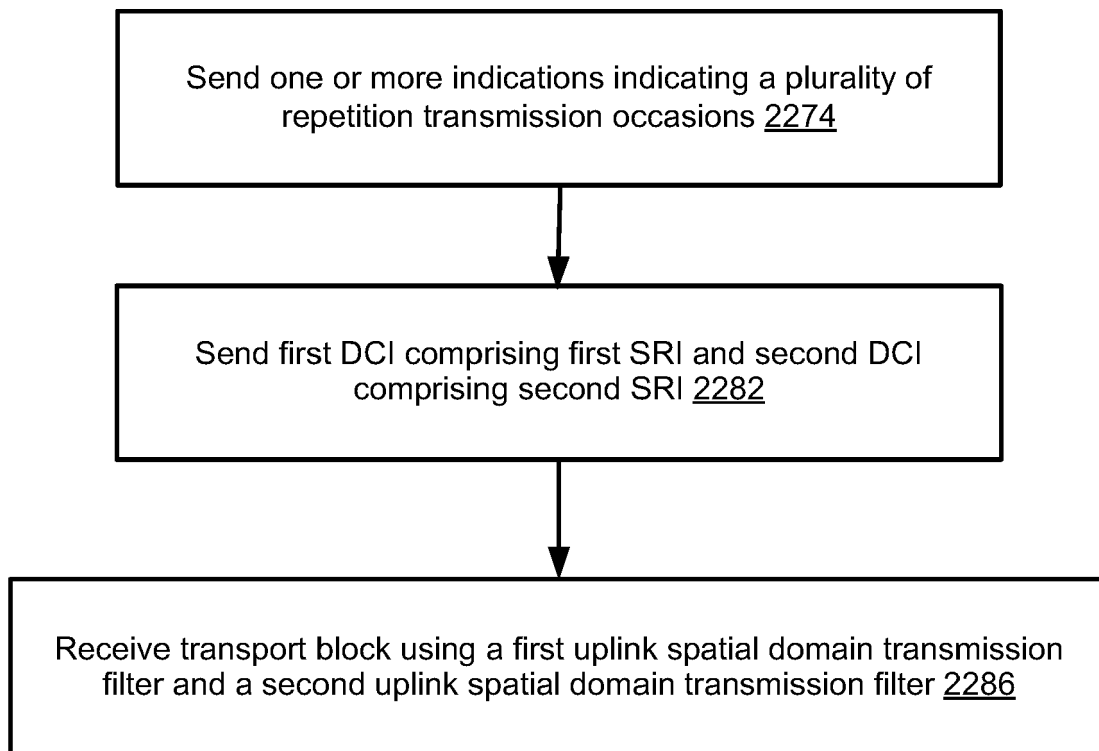 Send one or more indications indicating a plurality of
repetition transmission occasions 2274
Send first DCI comprising first SRI and second DCI
comprising second SRI 2282
Receive transport block using a first uplink spatial domain transmission
filter and a second uplink spatial domain transmission filter 2286